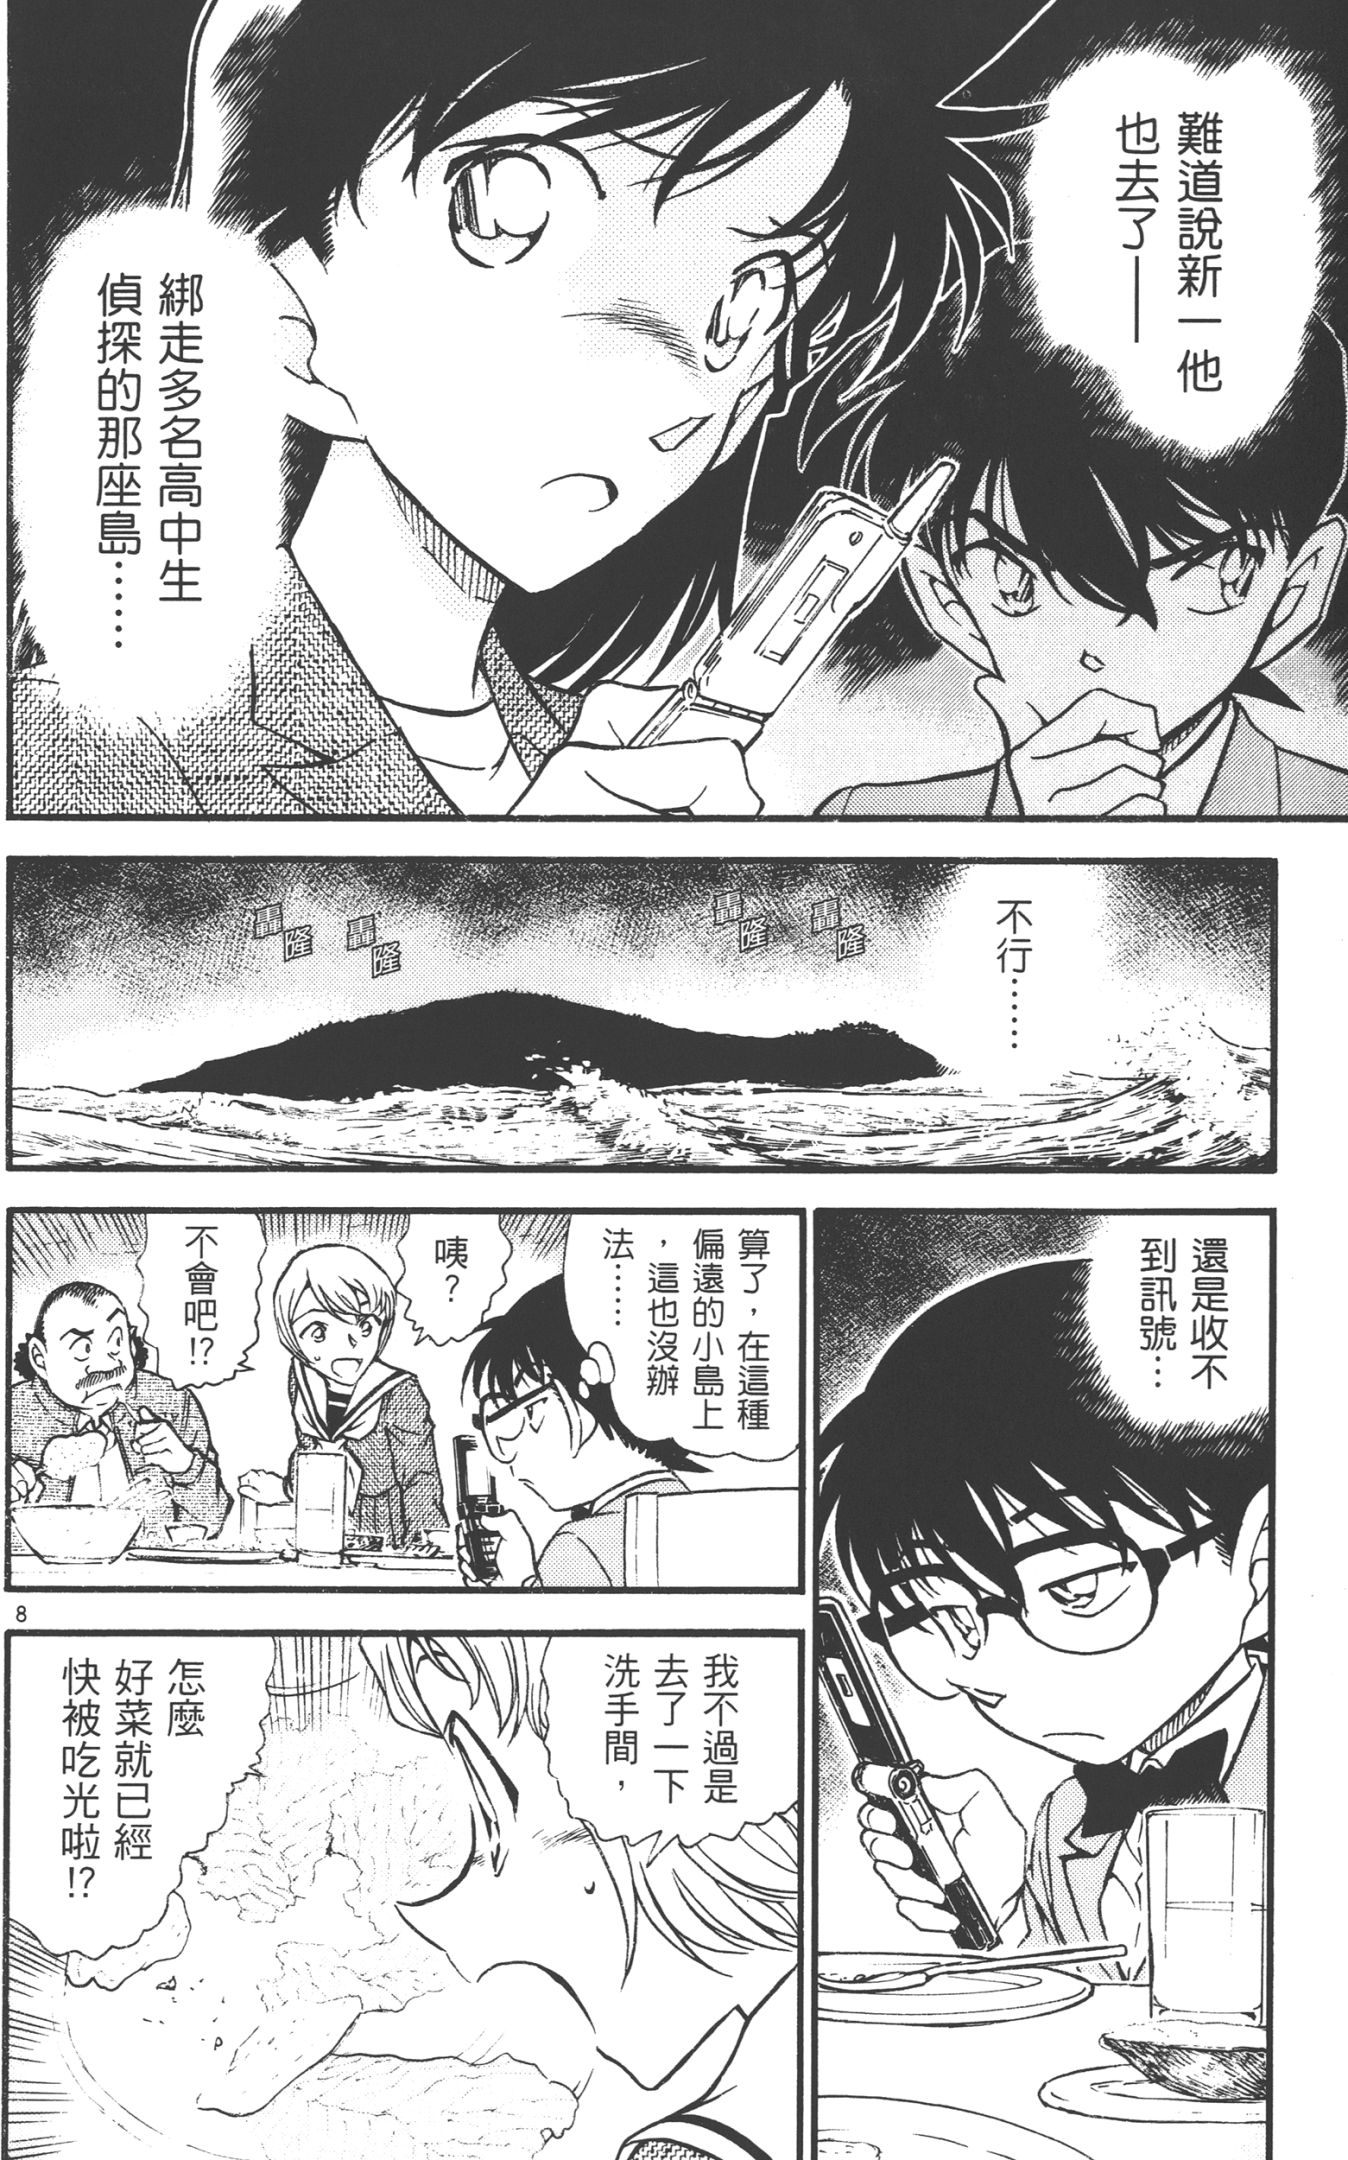 難道說新一他
也去了——
綁走多名高中生
偵探的那座島……
不行……
轟隆
轟隆
轟隆
轟隆
還是收不
到訊號…
算了，在這種
偏遠的小島上
，這也沒辦
法……
咦？
不會吧!?
我不過是
去了一下
洗手間，
怎麼
好菜就已經
快被吃光啦!?
8